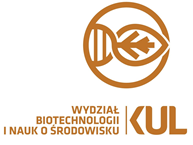 WYDZIAŁ
BIOTECHNOLOGII
I NAUK O ŚRODOWISKU
KUL